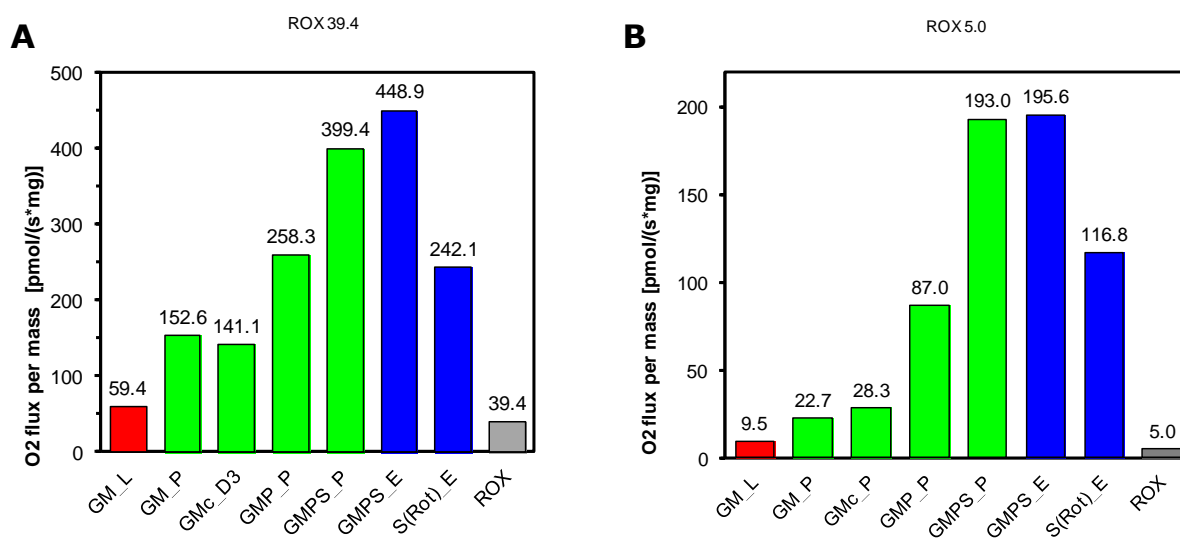 A
ROX 39.4
O2 flux per mass [pmol/(s*mg)]
500
400
300
200
100
0
59.4
152.6
141.1
258.3
399.4
448.9
242.1
39.4
GM_L
GM_P
GMc_D3
GMP_P
GMPS_P
GMPS_E
S(Rot)_E
ROX
B
ROX 5.0
O2 flux per mass [pmol/(s*mg)]
200
150
100
50
0
9.5
22.7
28.3
87.0
193.0
195.6
116.8
5.0
GM_L
GM_P
GMc_P
GMP_P
GMPS_P
GMPS_E
S(Rot)_E
ROX